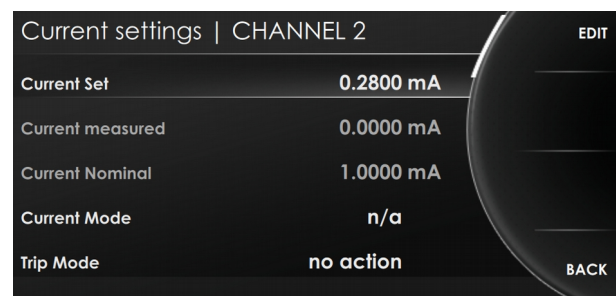 Current settings | CHANNEL 2
EDIT
Current Set 0.2800 mA
Current measured 0.0000 mA
Current Nominal 1.0000 mA
Current Mode n/a
Trip Mode no action
BACK